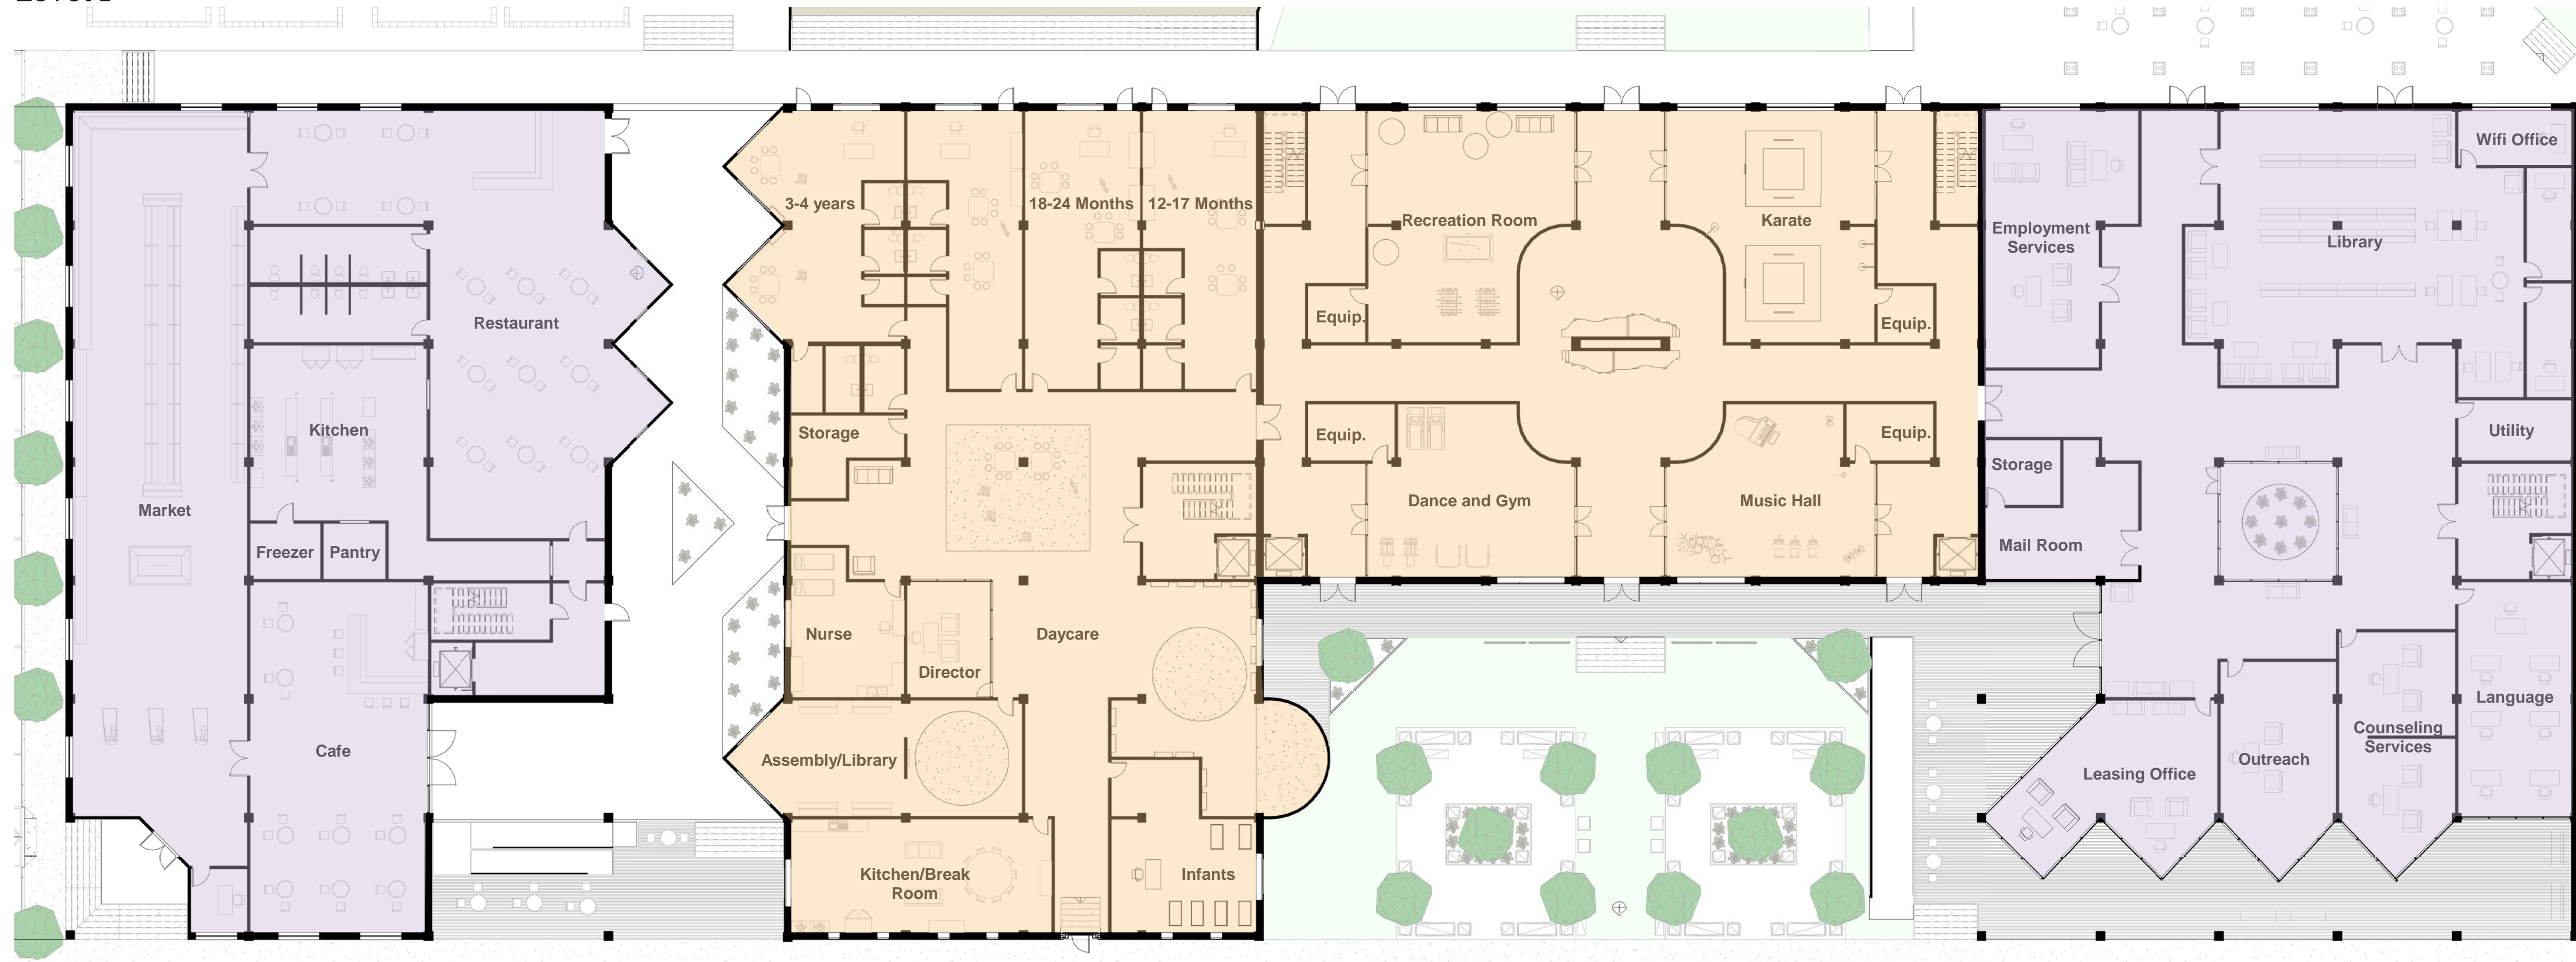 Wifi Office
3-4 years
18-24 Months
12-17 Months
Recreation Room
Karate
Employment
Services
Library
Restaurant
Equip.
Equip.
Kitchen
Storage
Equip.
Equip.
Utility
Storage
Market
Dance and Gym
Music Hall
Freezer
Pantry
Mail Room
Nurse
Daycare
Director
Language
Cafe
Assembly/Library
Counseling
Services
Outreach
Leasing Office
Kitchen/Break
Room
Infants